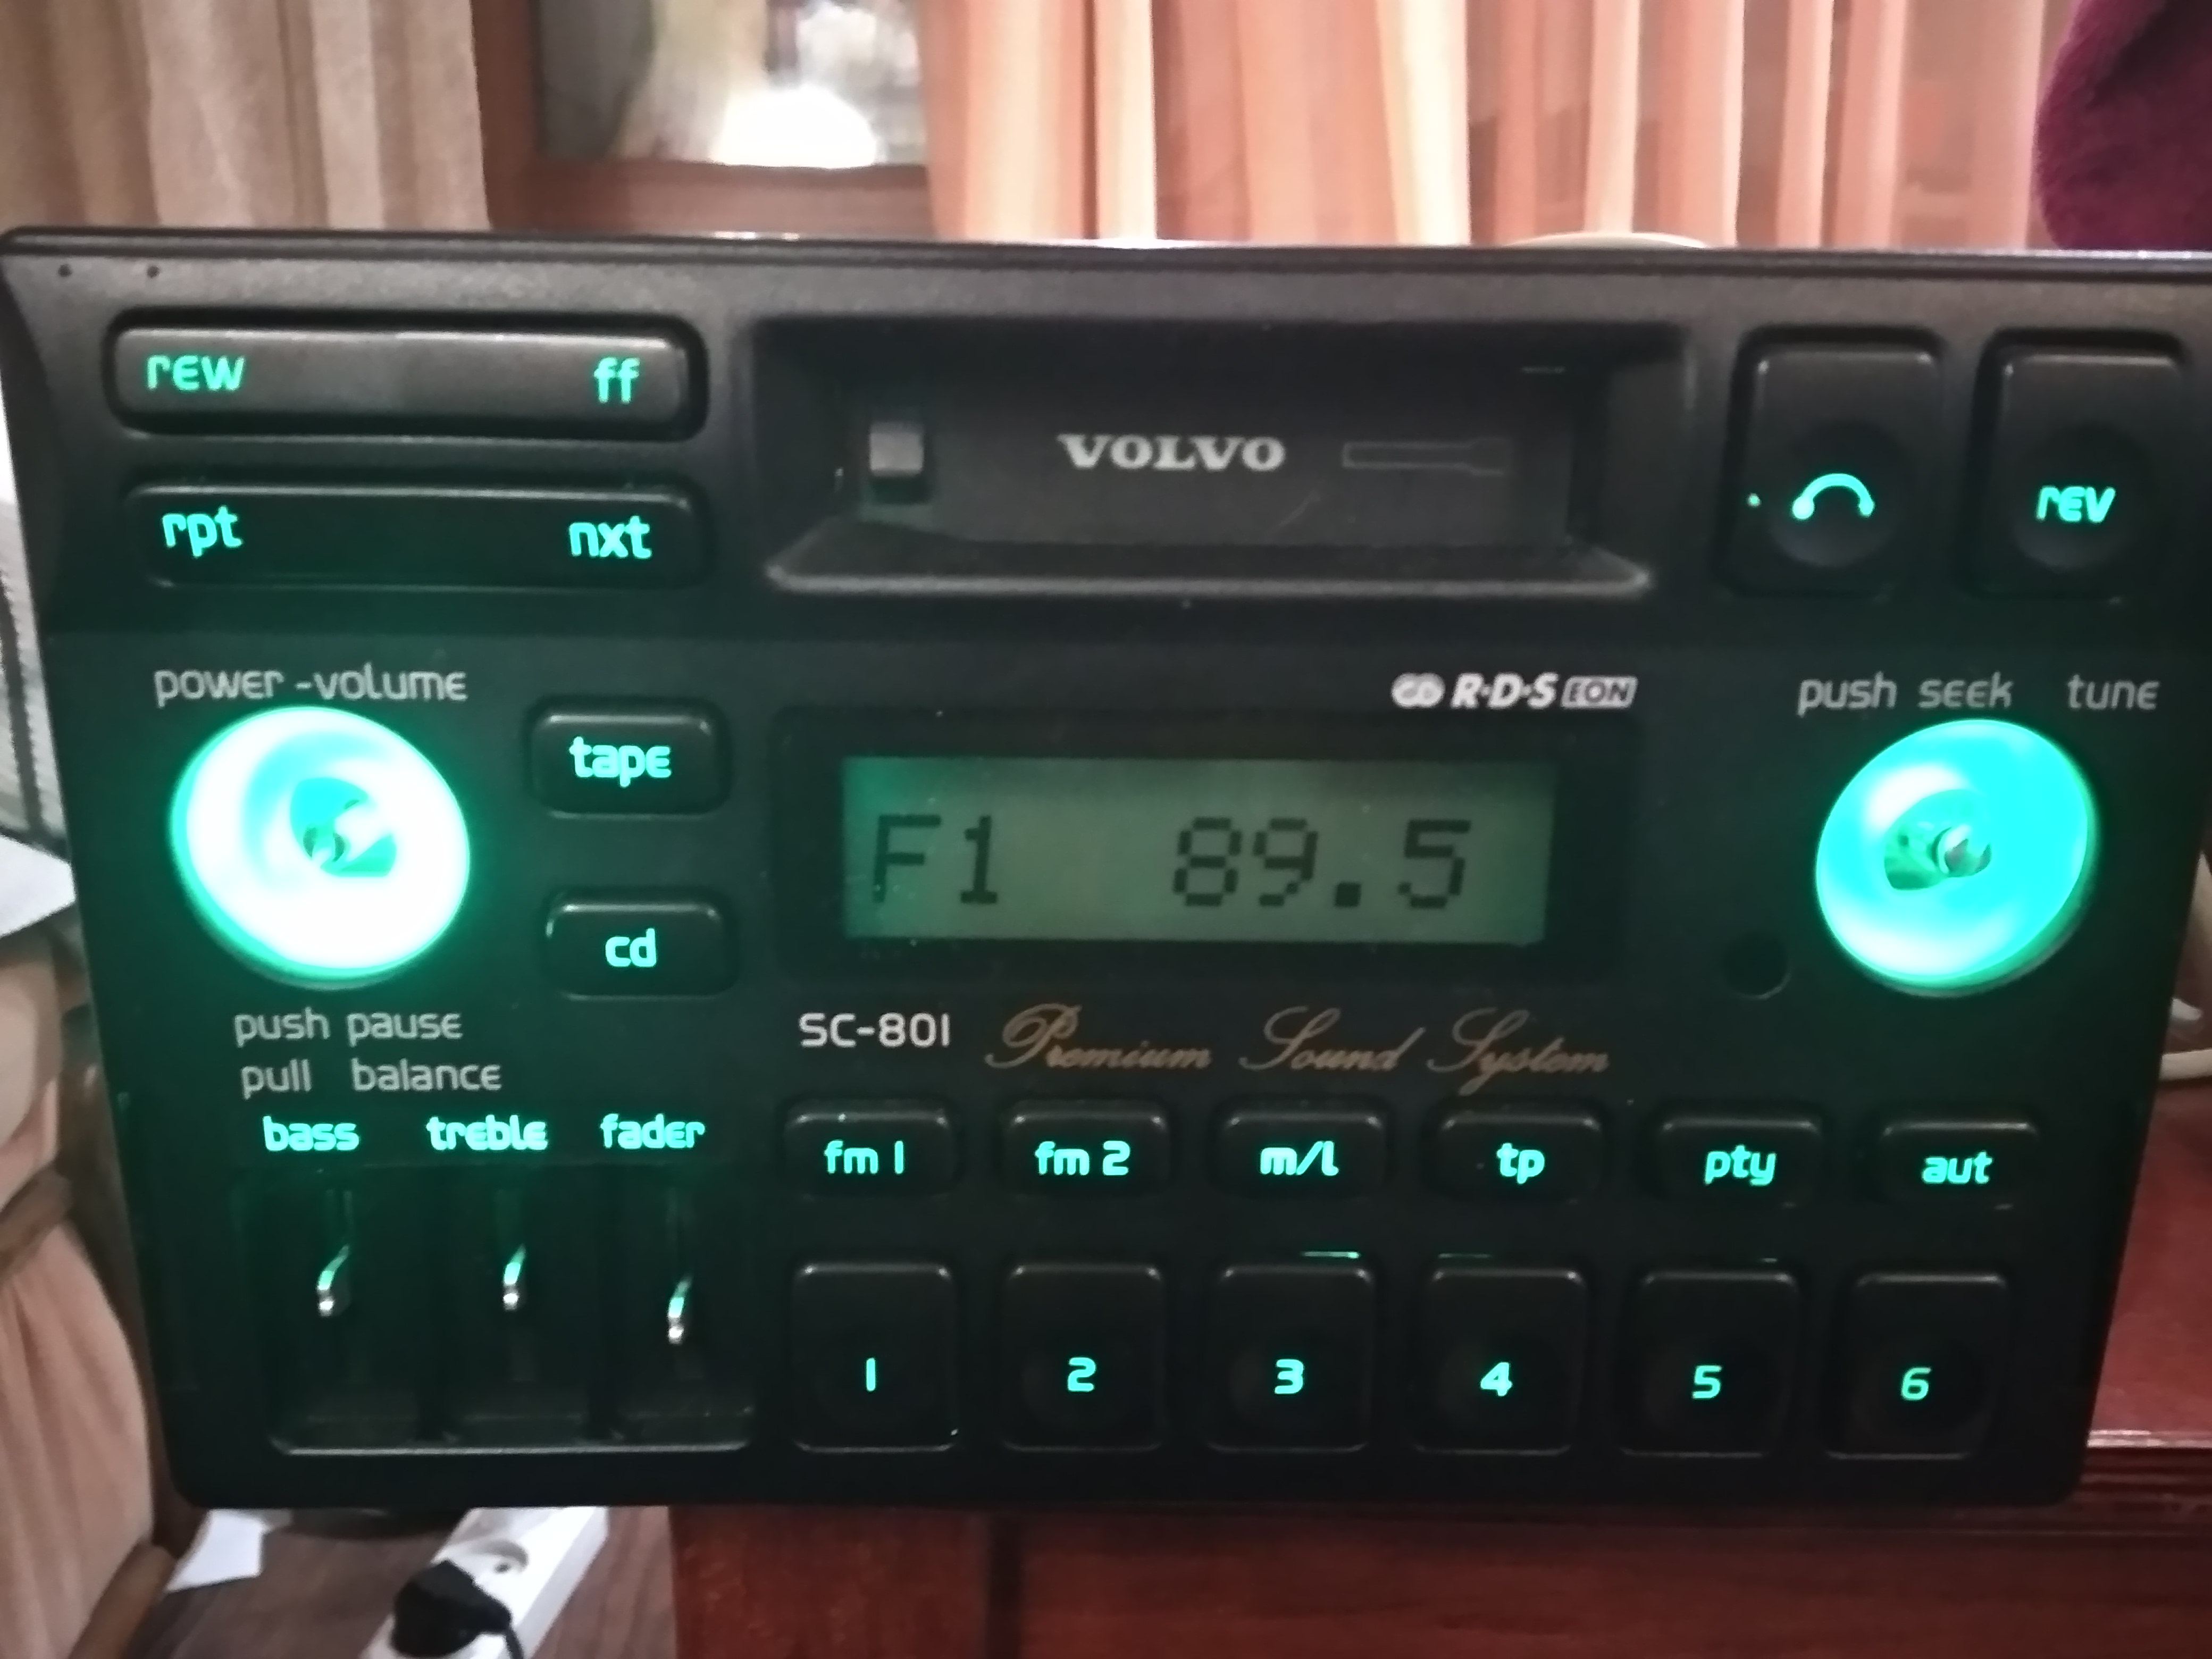 rew ff
VOLVO
rev
rpt nxt
power -volume
R·D·S EON
push seek tune
tape
F1 89.5
cd
push pause
pull balance
SC-801 Premium Sound System
bass treble fader
fm 1 fm 2 m/l tp pty aut
1 2 3 4 5 6